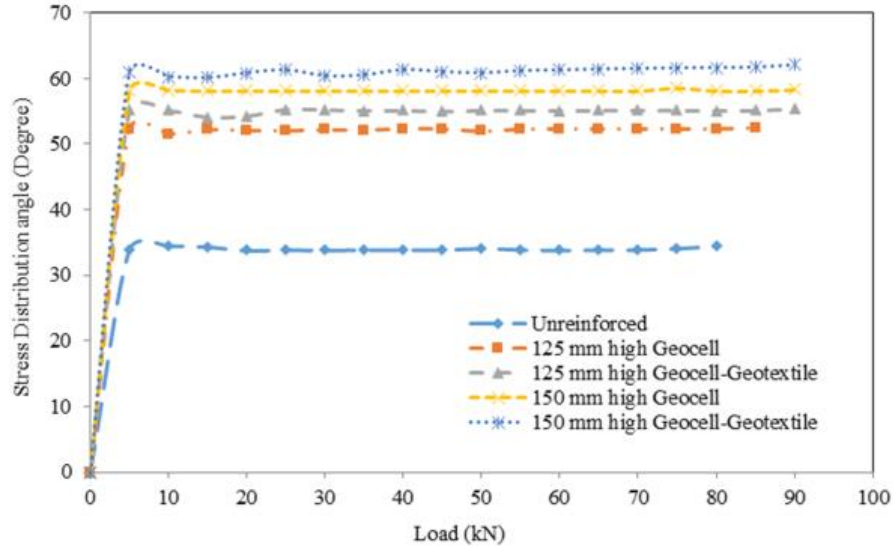 70
60
50
40
30
20
10
0
Stress Distribution angle (Degree)
Unreinforced
125 mm high Geocell
125 mm high Geocell-Geotextile
150 mm high Geocell
150 mm high Geocell-Geotextile
0 10 20 30 40 50 60 70 80 90 100
Load (kN)